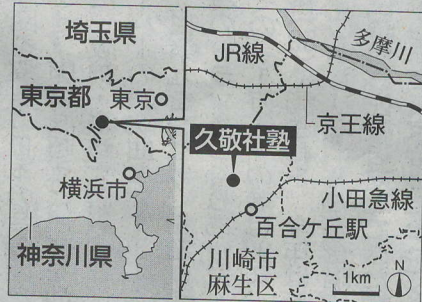 埼玉県
東京都
東京
横浜市
神奈川県
JR線
多摩川
京王線
久敬社塾
小田急線
百合ケ丘駅
川崎市
麻生区
1km
N